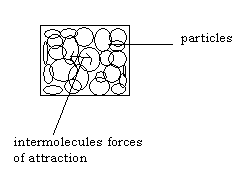 particles
intermolecules forces
of attraction